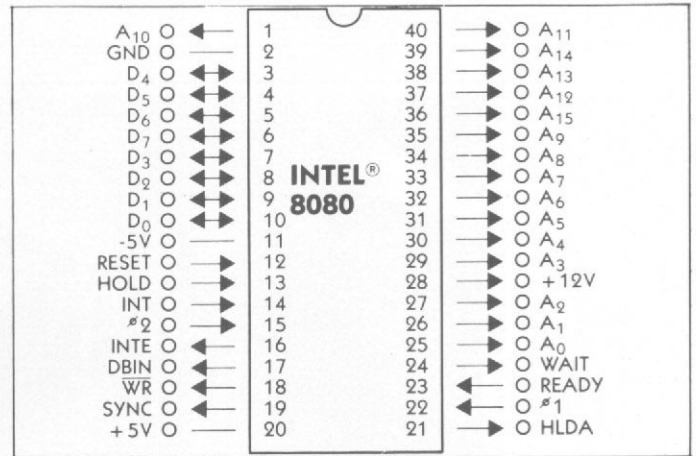 A10 1 40 A11
GND 2 39 A14
D4 3 38 A13
D5 4 37 A12
D6 5 36 A15
D7 6 35 A9
D3 7 34 A8
D2 8 INTEL® 33 A7
D1 9 8080 32 A6
D0 10 31 A5
-5V 11 30 A4
RESET 12 29 A3
HOLD 13 28 +12V
INT 14 27 A2
ø2 15 26 A1
INTE 16 25 A0
DBIN 17 24 WAIT
W̅R̅ 18 23 READY
SYNC 19 22 ø1
+5V 20 21 HLDA